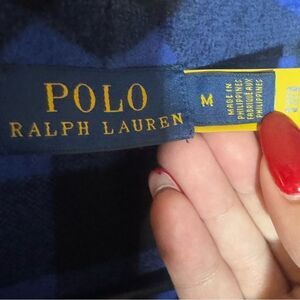 POLO
RALPH LAUREN
M
MADE IN
PHILIPPINES
FABRIQUÉ AUX
PHILIPPINES